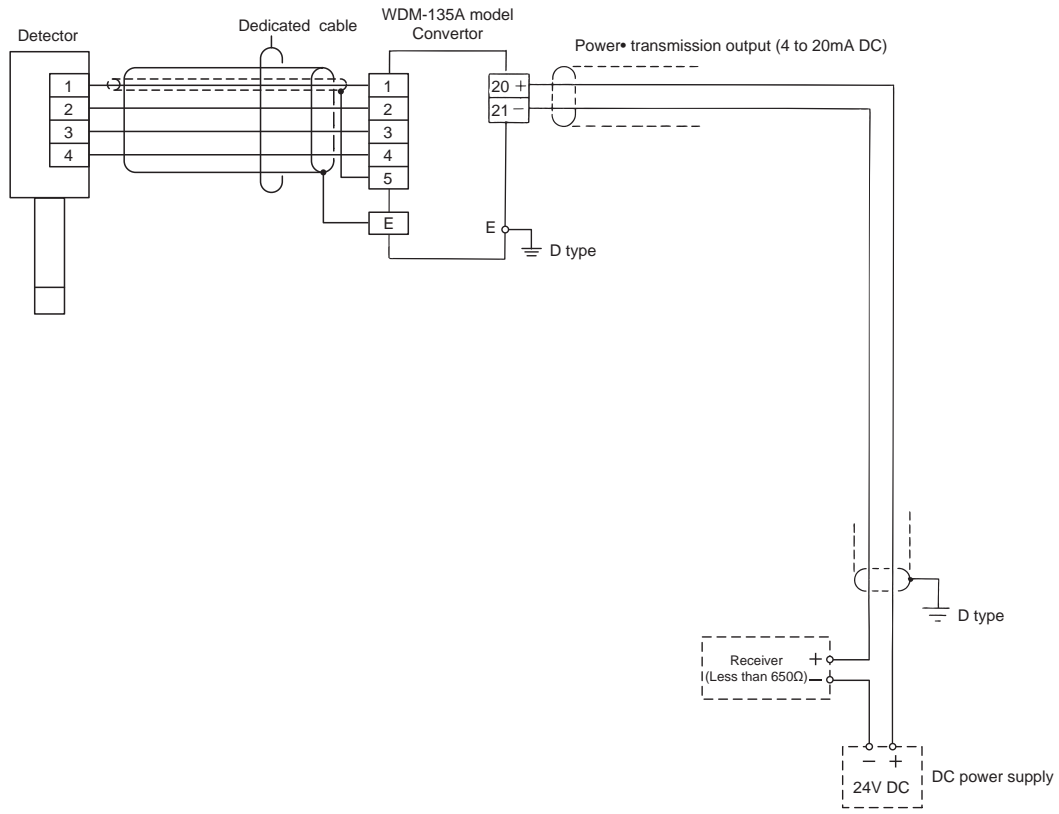 WDM-135A model
Convertor
Dedicated cable
Detector
Power• transmission output (4 to 20mA DC)
1
2
3
4
1
2
3
4
5
E
20 +
21 −
E
D type
D type
Receiver
(Less than 650Ω)
+
−
− +
24V DC
DC power supply